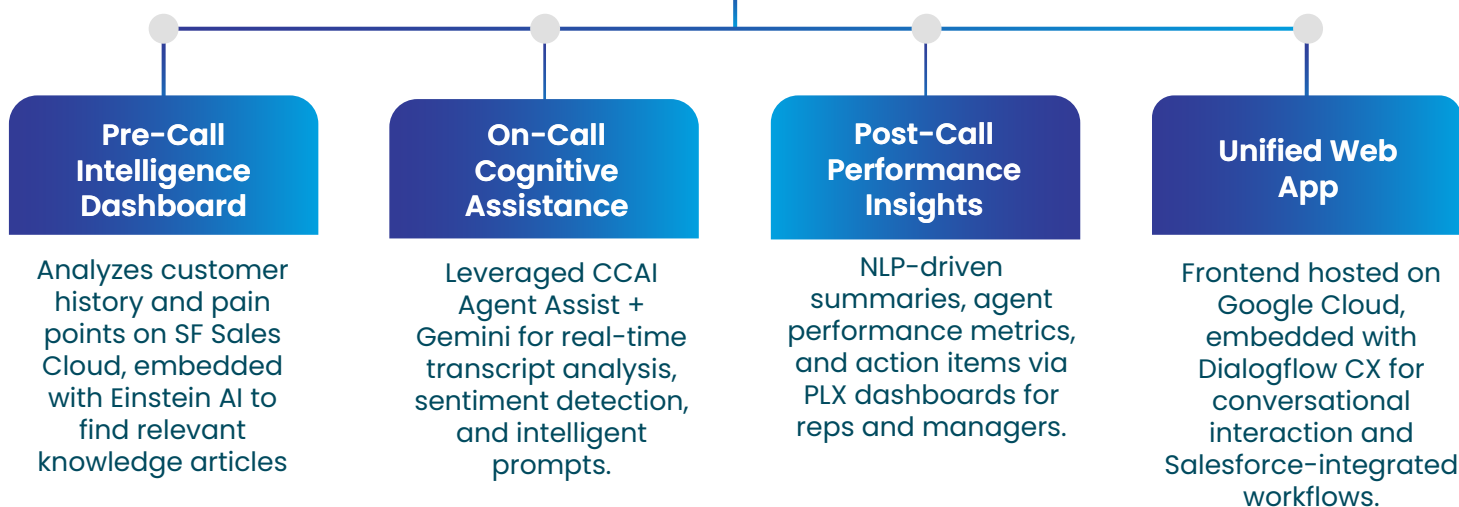 Pre-Call
Intelligence
Dashboard
Analyzes customer
history and pain
points on SF Sales
Cloud, embedded
with Einstein AI to
find relevant
knowledge articles
On-Call
Cognitive
Assistance
Leveraged CCAI
Agent Assist +
Gemini for real-time
transcript analysis,
sentiment detection,
and intelligent
prompts.
Post-Call
Performance
Insights
NLP-driven
summaries, agent
performance metrics,
and action items via
PLX dashboards for
reps and managers.
Unified Web
App
Frontend hosted on
Google Cloud,
embedded with
Dialogflow CX for
conversational
interaction and
Salesforce-integrated
workflows.